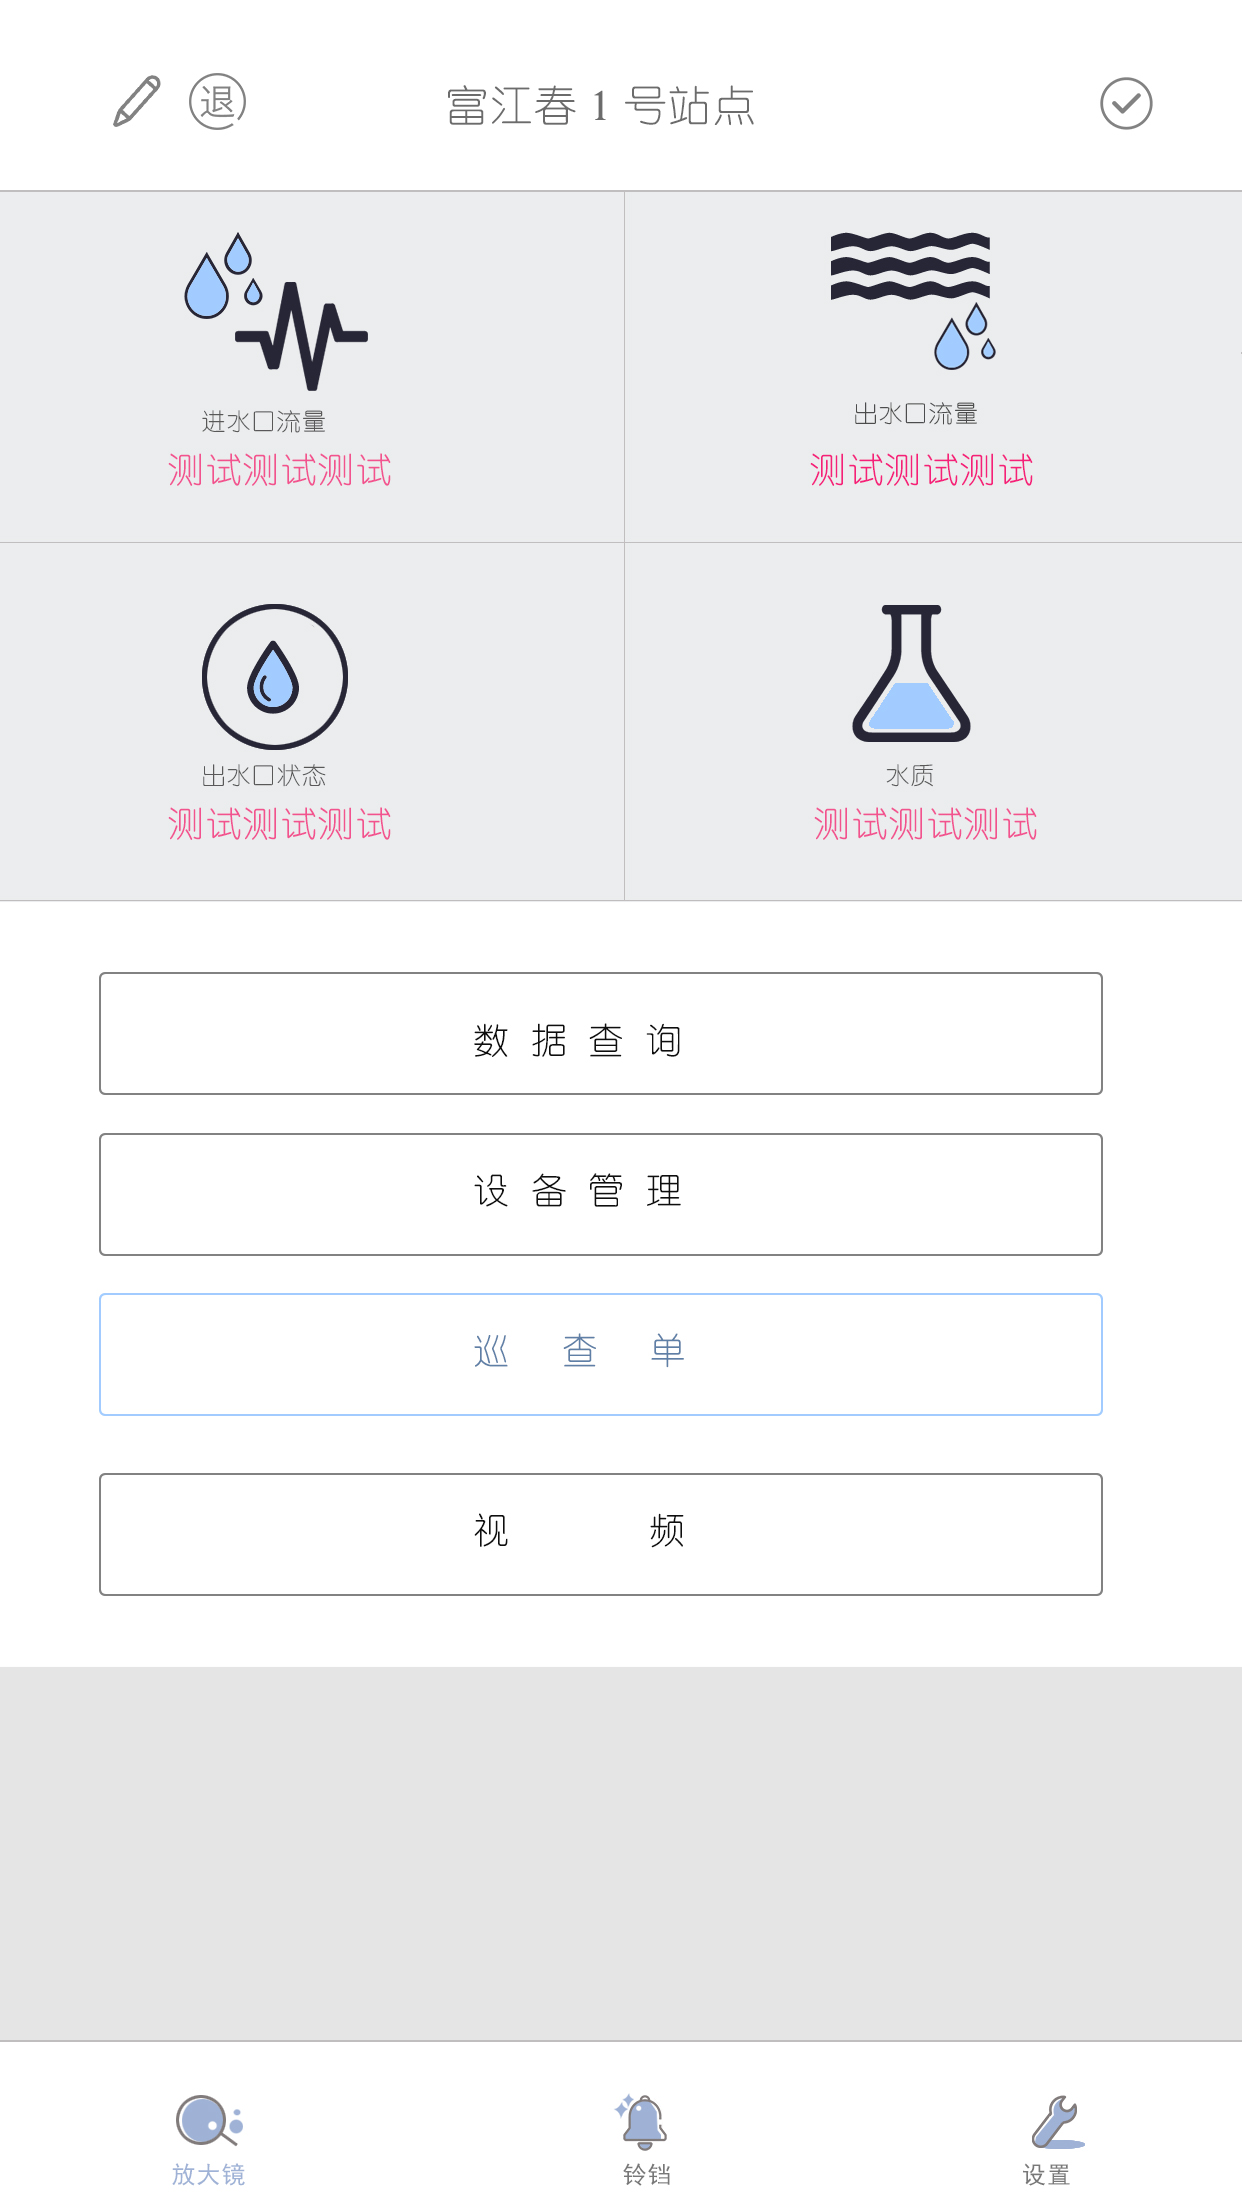 退 富江春 1 号站点
进水口流量 出水口流量
测试测试测试 测试测试测试
出水口状态 水质
测试测试测试 测试测试测试
数据查询
设备管理
巡查单
视频
放大镜 铃铛 设置